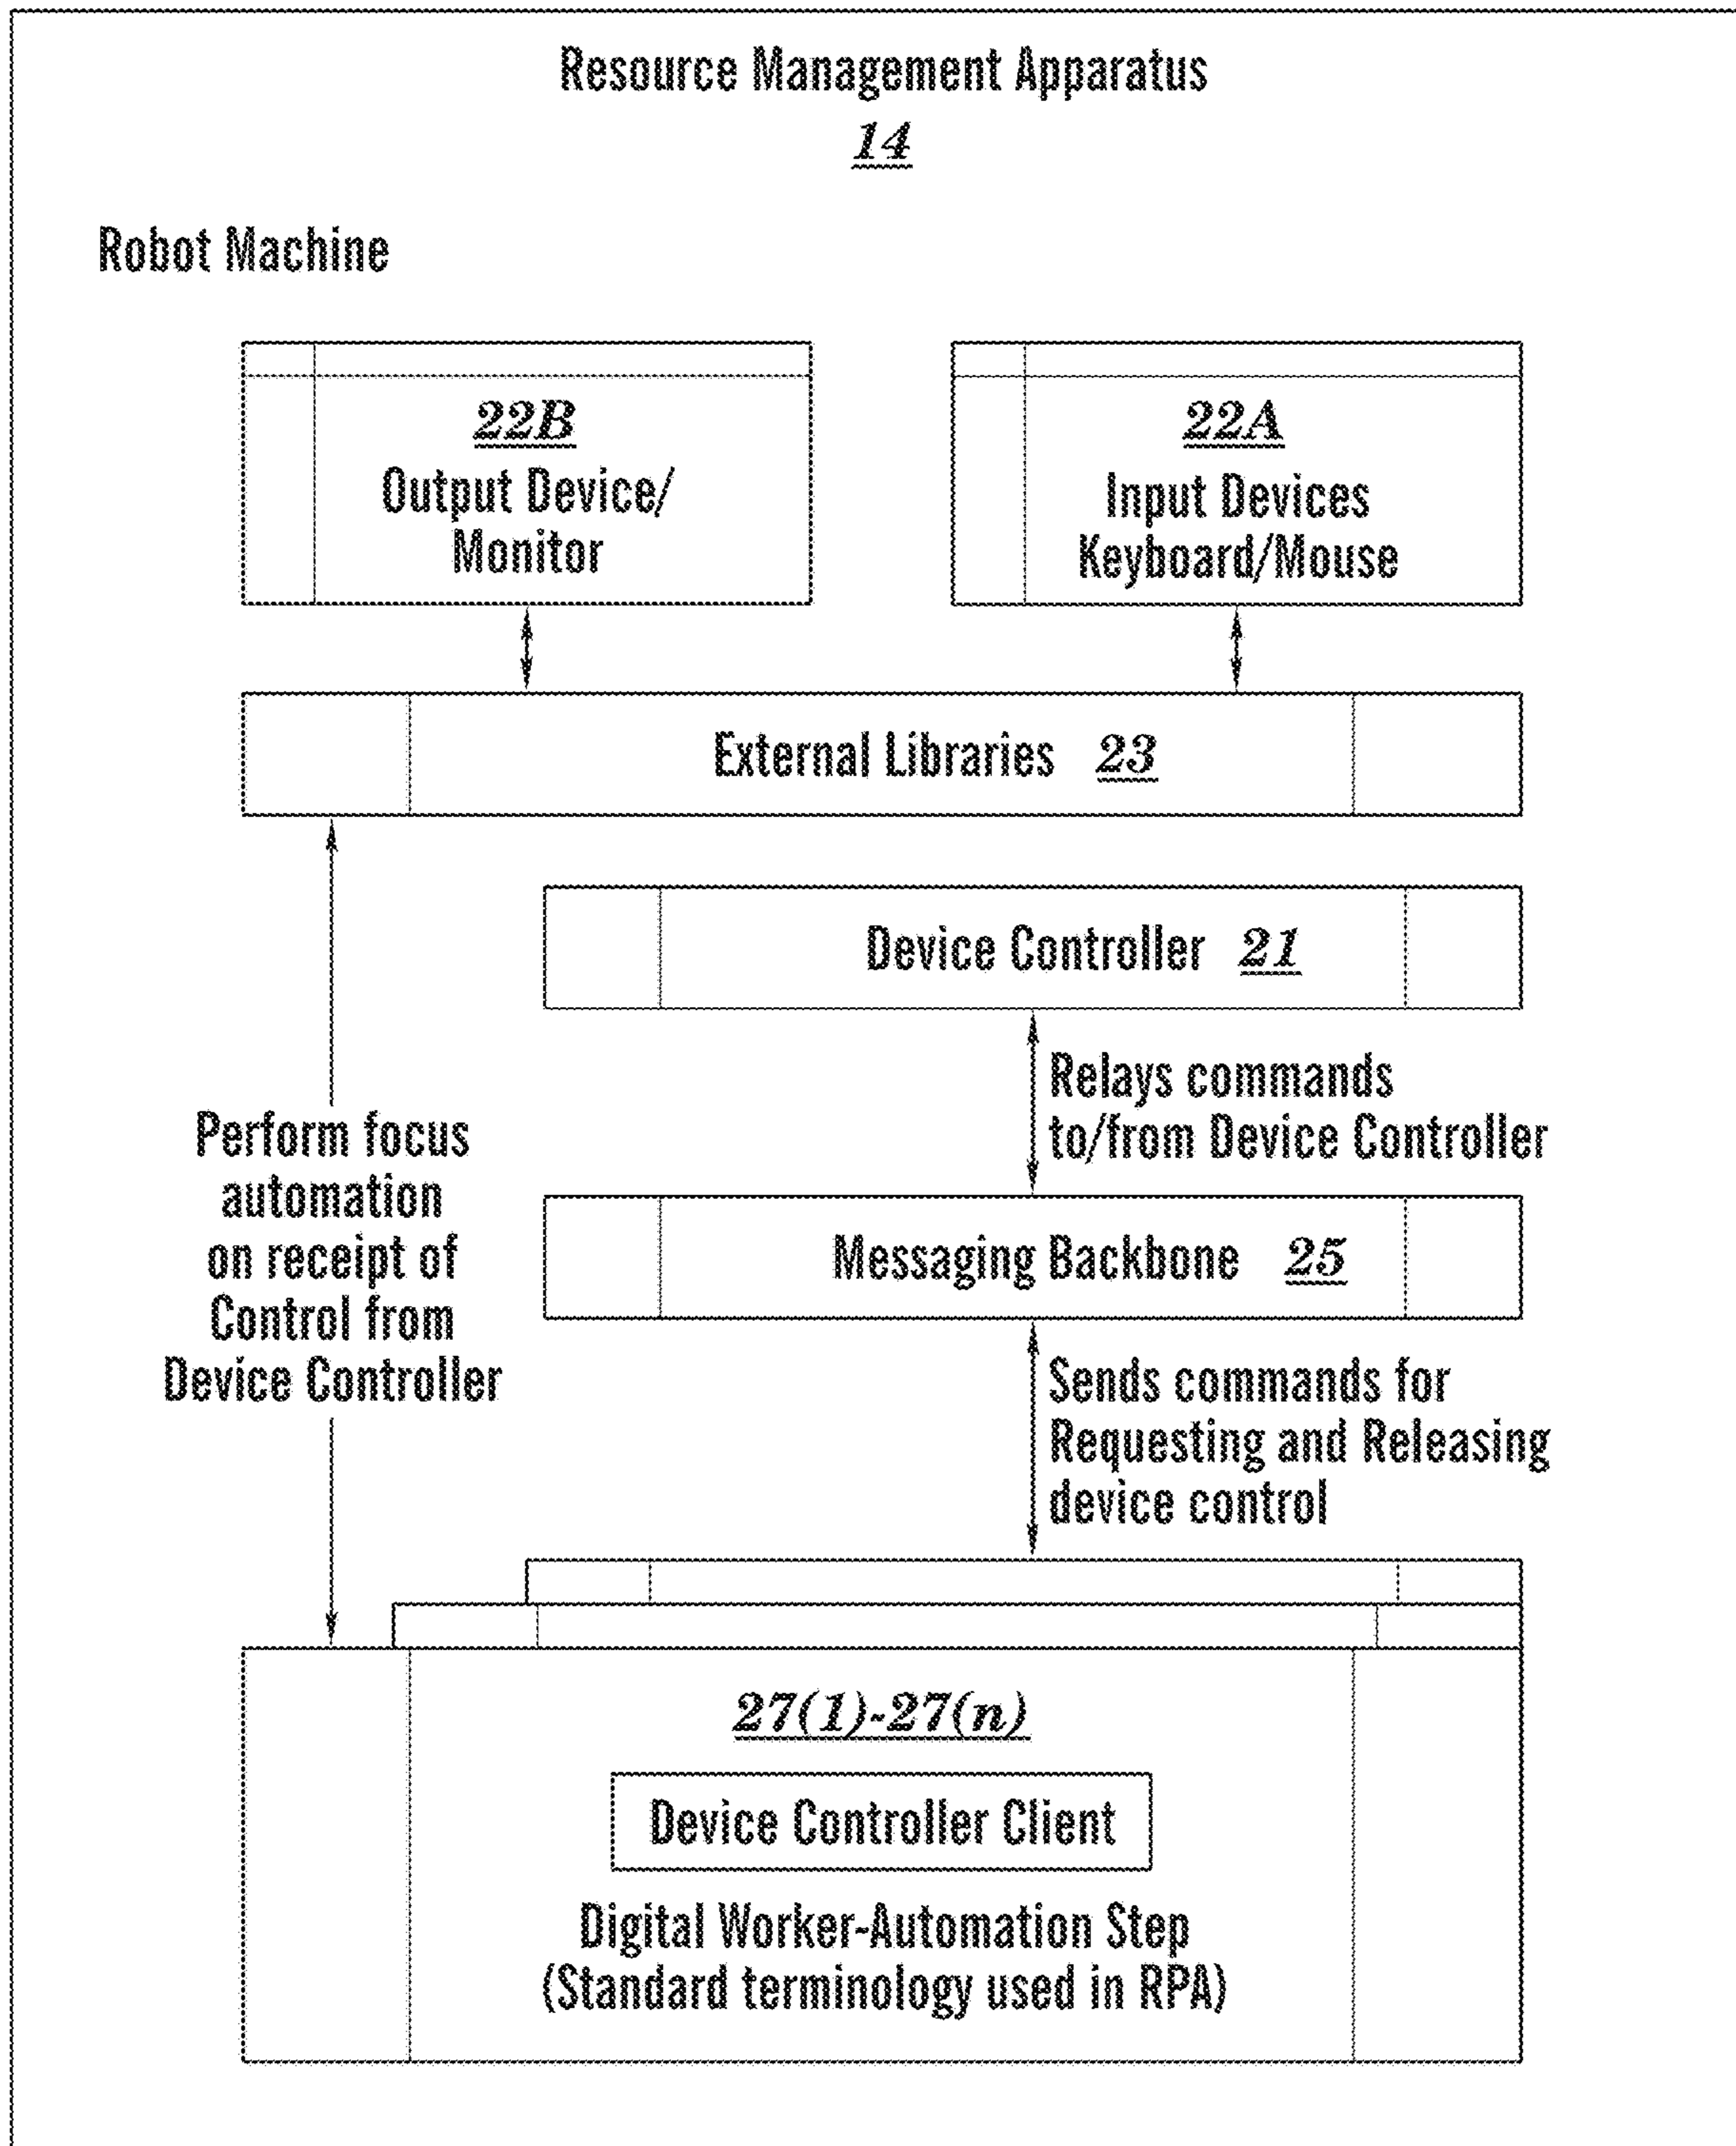 Resource Management Apparatus
14
Robot Machine
22B
Output Device/
Monitor
22A
Input Devices
Keyboard/Mouse
External Libraries 23
Device Controller 21
Relays commands
to/from Device Controller
Perform focus
automation
on receipt of
Control from
Device Controller
Messaging Backbone 25
Sends commands for
Requesting and Releasing
device control
27(1)-27(n)
Device Controller Client
Digital Worker-Automation Step
(Standard terminology used in RPA)